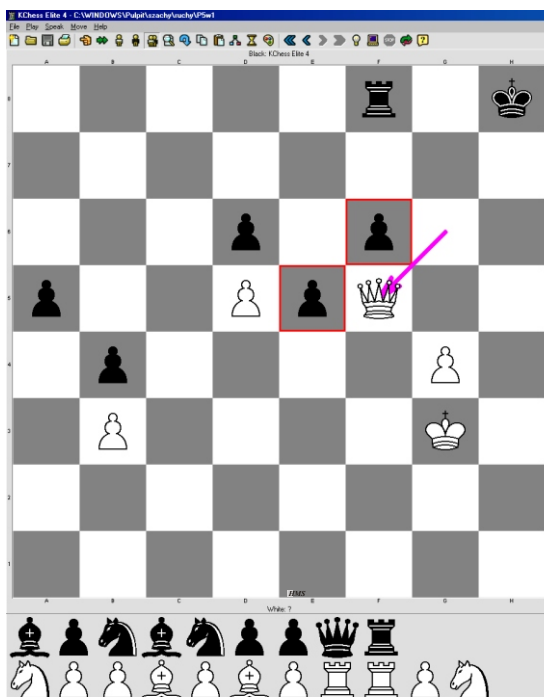 KChess Elite 4 - C:\WINDOWS\Pulpit\szachy\ruchy\P5w1
File Play Speak Move Help
Black: KChess Elite 4
A B C D E F G H
8
7
6
5
4
3
2
1
A B C D E F G H
HMS
White: ?